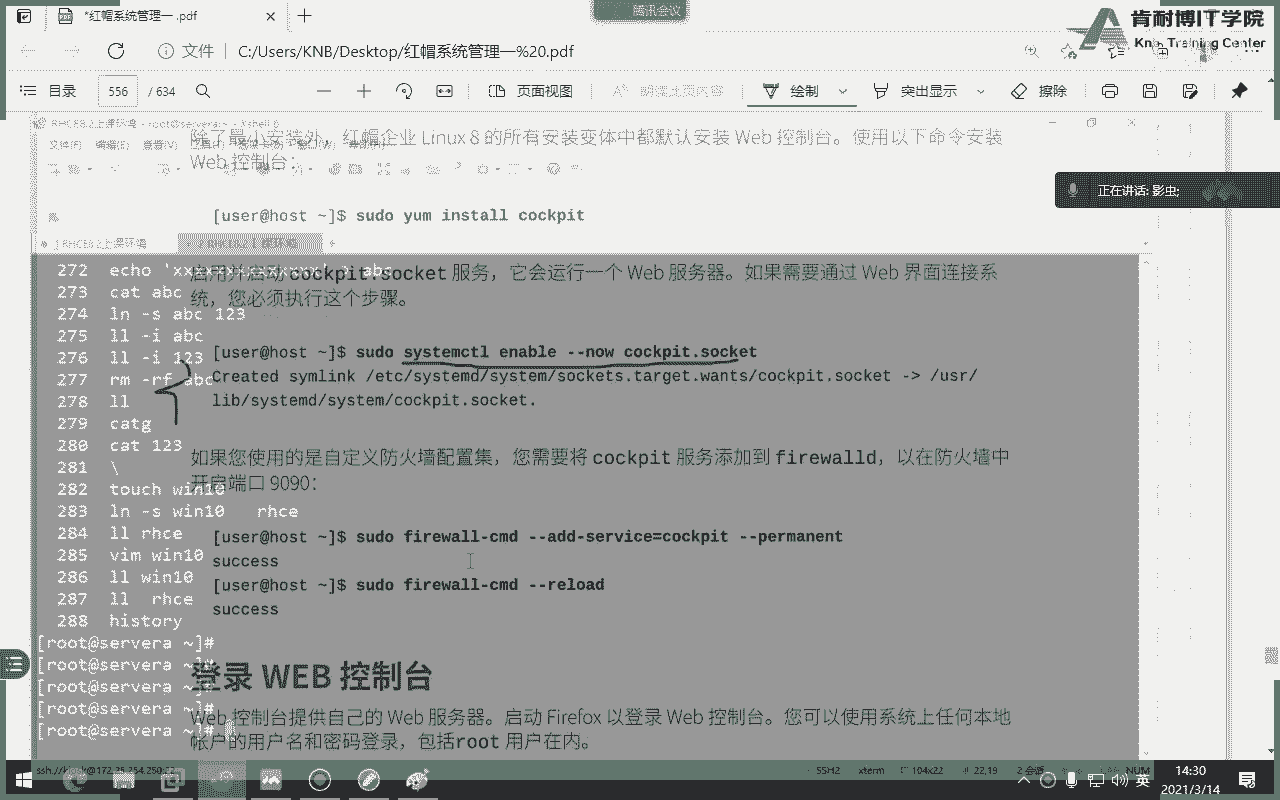 *红帽系统管理一 .pdf
腾讯会议
肯耐博IT学院
Knb Training Center
文件 C:/Users/KNB/Desktop/红帽系统管理一%20.pdf
目录 556 / 634 页面视图 朗读此页内容 绘制 突出显示 擦除
除了最小安装外，红帽企业 Linux 8 的所有安装变体中都默认安装 Web 控制台。使用以下命令安装
Web 控制台：
正在讲话: 影虫;
[user@host ~]$ sudo yum install cockpit
启用并启动 cockpit.socket 服务，它会运行一个 Web 服务器。如果需要通过 Web 界面连接系
统，您必须执行这个步骤。
[user@host ~]$ sudo systemctl enable --now cockpit.socket
Created symlink /etc/systemd/system/sockets.target.wants/cockpit.socket -> /usr/
lib/systemd/system/cockpit.socket.
如果您使用的是自定义防火墙配置集，您需要将 cockpit 服务添加到 firewalld，以在防火墙中
开启端口 9090：
[user@host ~]$ sudo firewall-cmd --add-service=cockpit --permanent
success
[user@host ~]$ sudo firewall-cmd --reload
success
登录 WEB 控制台
Web 控制台提供自己的 Web 服务器。启动 Firefox 以登录 Web 控制台。您可以使用系统上任何本地
帐户的用户名和密码登录，包括root 用户在内。
273 cat abc
274 ln -s abc 123
275 ll -i abc
276 ll -i 123
277 rm -rf abc
278 ll
279 catg
280 cat 123
281 \
282 touch win10
283 ln -s win10 rhce
284 ll rhce
285 vim win10
286 ll win10
287 ll rhce
288 history
[root@servera ~]#
[root@servera ~]#
[root@servera ~]#
[root@servera ~]#
[root@servera ~]#
SSH2 xterm 104x22 22,19 2 会话 NUM
英
14:30
2021/3/14